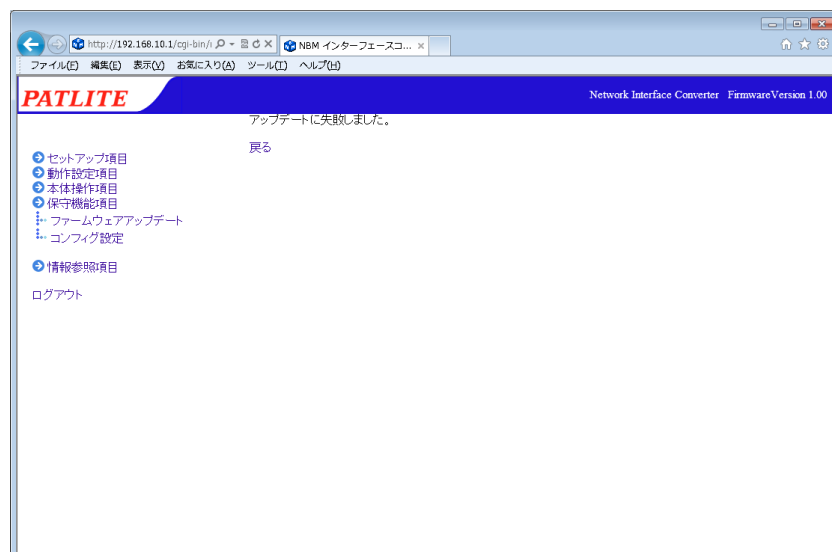 http://192.168.10.1/cgi-bin/i
NBM インターフェースコ...
ファイル(F) 編集(E) 表示(V) お気に入り(A) ツール(T) ヘルプ(H)
PATLITE
Network Interface Converter FirmwareVersion 1.00
アップデートに失敗しました。
戻る
セットアップ項目
動作設定項目
本体操作項目
保守機能項目
ファームウェアアップデート
コンフィグ設定
情報参照項目
ログアウト